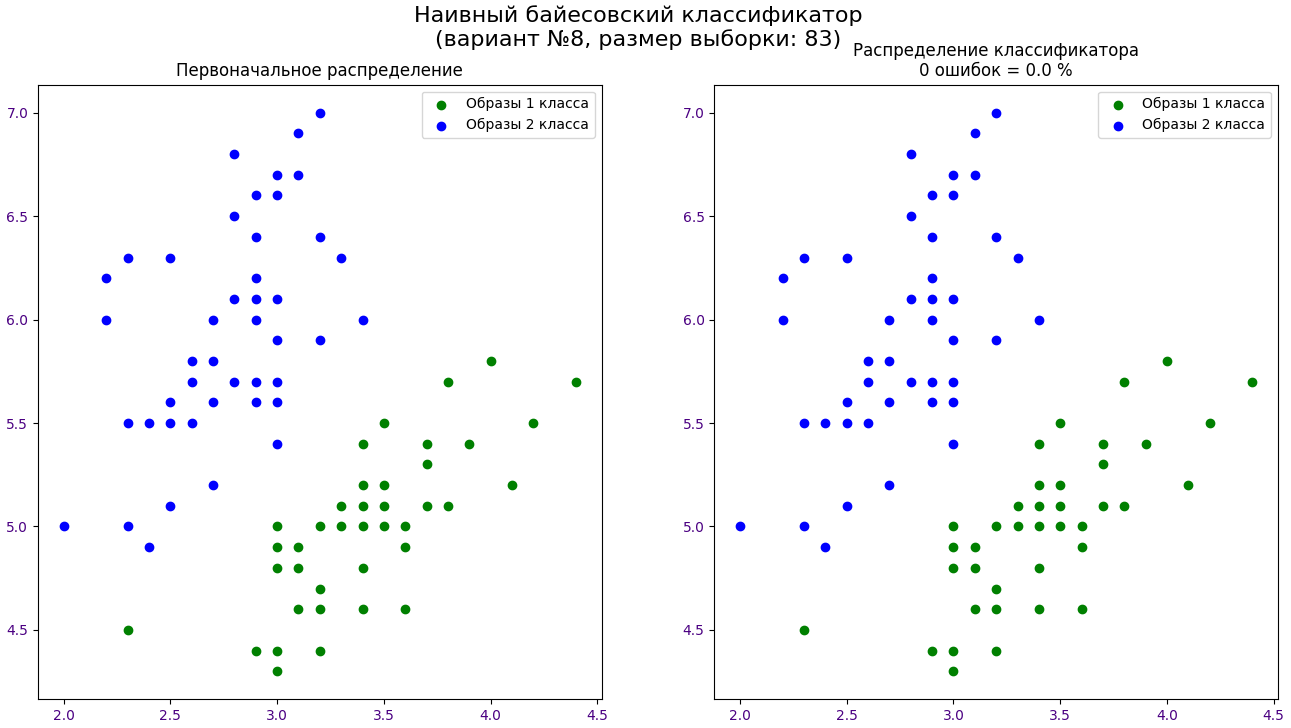 Наивный байесовский классификатор
(вариант №8, размер выборки: 83)
Первоначальное распределение
Образы 1 класса
Образы 2 класса
7.0
6.5
6.0
5.5
5.0
4.5
2.0 2.5 3.0 3.5 4.0 4.5
Распределение классификатора
0 ошибок = 0.0 %
Образы 1 класса
Образы 2 класса
7.0
6.5
6.0
5.5
5.0
4.5
2.0 2.5 3.0 3.5 4.0 4.5